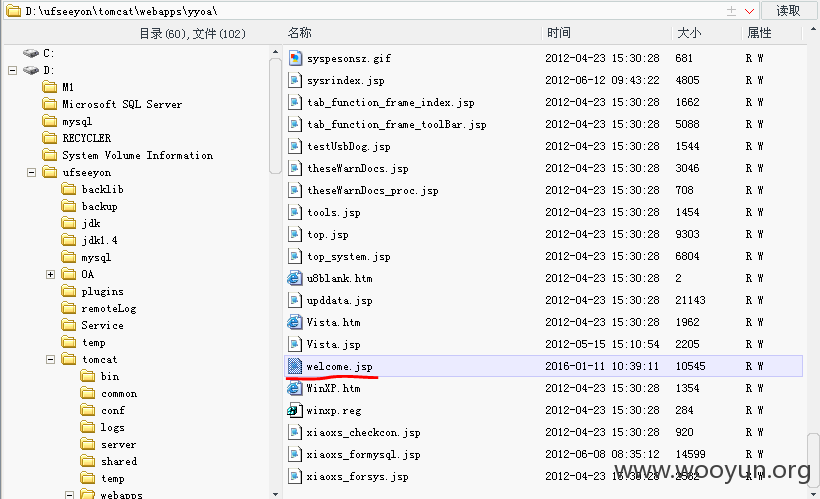 D:\ufseeyon\tomcat\webapps\yyoa\ 读取
目录(60),文件(102) 名称 时间 大小 属性
C:
D:
M1
Microsoft SQL Server
mysql
RECYCLER
System Volume Information
ufseeyon
backlib
backup
jdk
jdk1.4
mysql
OA
plugins
remoteLog
Service
temp
tomcat
bin
common
conf
logs
server
shared
temp
webapps
syspesonsz.gif 2012-04-23 15:30:28 681 R W
sysrindex.jsp 2012-06-12 09:43:22 4805 R W
tab_function_frame_index.jsp 2012-04-23 15:30:28 1662 R W
tab_function_frame_toolBar.jsp 2012-04-23 15:30:28 5088 R W
testUsbDog.jsp 2012-04-23 15:30:28 1544 R W
theseWarnDocs.jsp 2012-04-23 15:30:28 3046 R W
theseWarnDocs_proc.jsp 2012-04-23 15:30:28 708 R W
tools.jsp 2012-04-23 15:30:28 1454 R W
top.jsp 2012-04-23 15:30:28 9303 R W
top_system.jsp 2012-04-23 15:30:28 6804 R W
u8blank.htm 2012-04-23 15:30:28 2 R W
upddata.jsp 2012-04-23 15:30:28 21143 R W
Vista.htm 2012-04-23 15:30:28 1962 R W
Vista.jsp 2012-05-15 15:10:54 2205 R W
welcome.jsp 2016-01-11 10:39:11 10545 R W
WinXP.htm 2012-04-23 15:30:28 1354 R W
winxp.reg 2012-04-23 15:30:28 284 R W
xiaoxs_checkcon.jsp 2012-04-23 15:30:28 920 R W
xiaoxs_formysql.jsp 2012-06-08 08:35:12 14599 R W
xiaoxs_forsys.jsp 2012-04-23 15:30:28 R W
www.wooyun.org